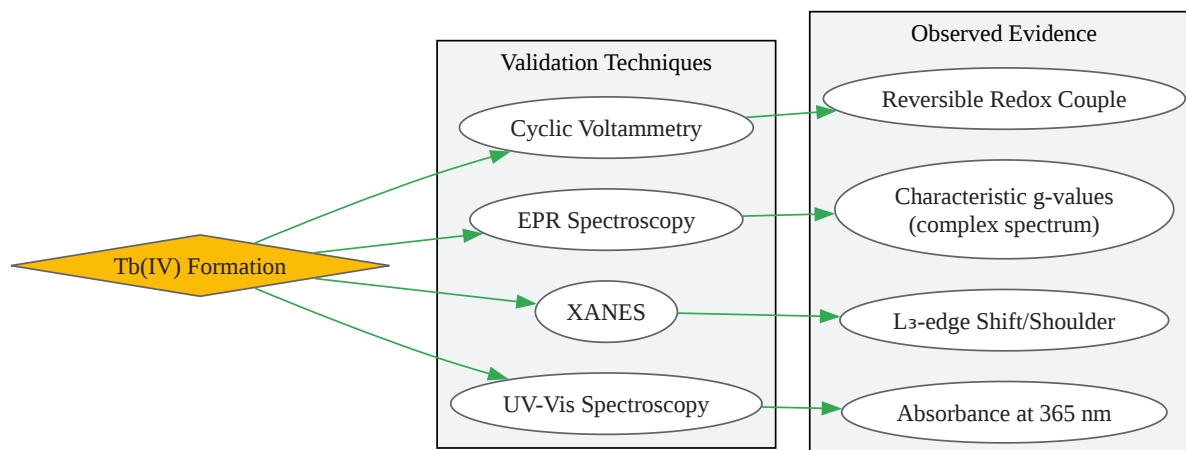 Observed Evidence
Validation Techniques
Reversible Redox Couple
Cyclic Voltammetry
Characteristic g-values
(complex spectrum)
EPR Spectroscopy
Tb(IV) Formation
XANES
L₃-edge Shift/Shoulder
UV-Vis Spectroscopy
Absorbance at 365 nm